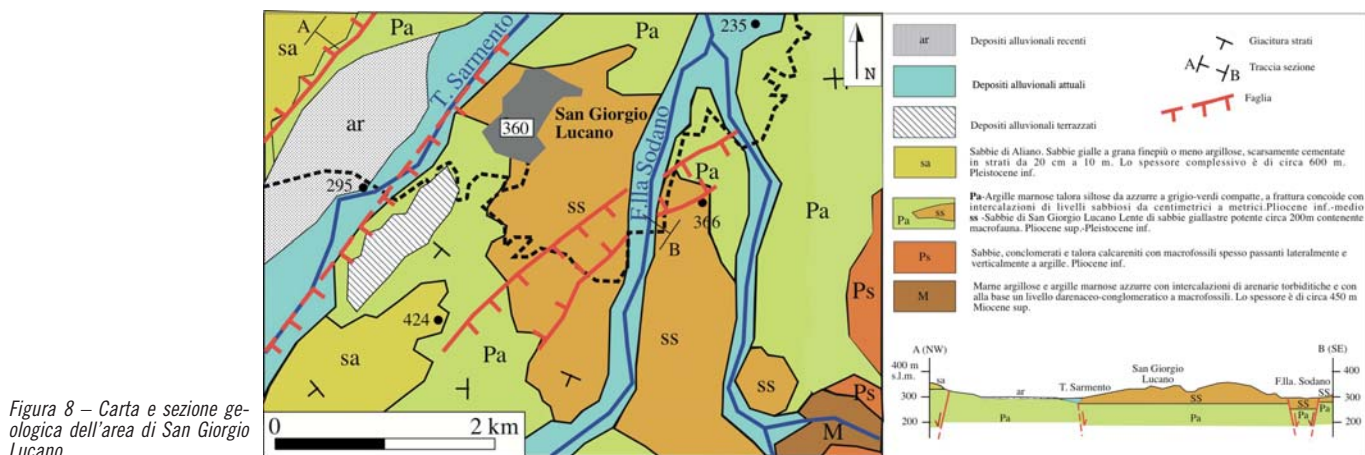 A
Pa
sa
T. Sarmento
ar
295
San Giorgio
Lucano
360
235
N
F.lla Sodano
Pa
ss
366
B
Pa
Ps
424
sa
Pa
ss
ss
ss
Ps
M
0
2 km
ar
Depositi alluvionali recenti
Depositi alluvionali attuali
Depositi alluvionali terrazzati
Giacitura strati
A
B
Traccia sezione
Faglia
sa
Sabbie di Aliano. Sabbie gialle a grana finepiù o meno argillose, scarsamente cementate
in strati da 20 cm a 10 m. Lo spessore complessivo è di circa 600 m.
Pleistocene inf.
Pa
ss
Pa-Argille marnose talora siltose da azzurre a grigio-verdi compatte, a frattura concoide con
intercalazioni di livelli sabbiosi da centimetrici a metrici.Pliocene inf.-medio
ss -Sabbie di San Giorgio Lucano Lente di sabbie giallastre potente circa 200m contenente
macrofauna. Pliocene sup.-Pleistocene inf.
Ps
Sabbie, conclomerati e talora calcareniti con macrofossili spesso passanti lateralmente e
verticalmente a argille. Pliocene inf.
M
Marne argillose e argille marnose azzurre con intercalazioni di arenarie torbiditiche e con
alla base un livello darenaceo-conglomeratico a macrofossili. Lo spessore è di circa 450 m
Miocene sup.
A (NW)
B (SE)
400 m
s.l.m.
300
200
sa
ar
T. Sarmento
San Giorgio
Lucano
ss
F.lla. Sodano
SS
SS
400
300
200
Pa
Pa
Pa
Pa
Figura 8 – Carta e sezione ge-
ologica dell'area di San Giorgio
Lucano